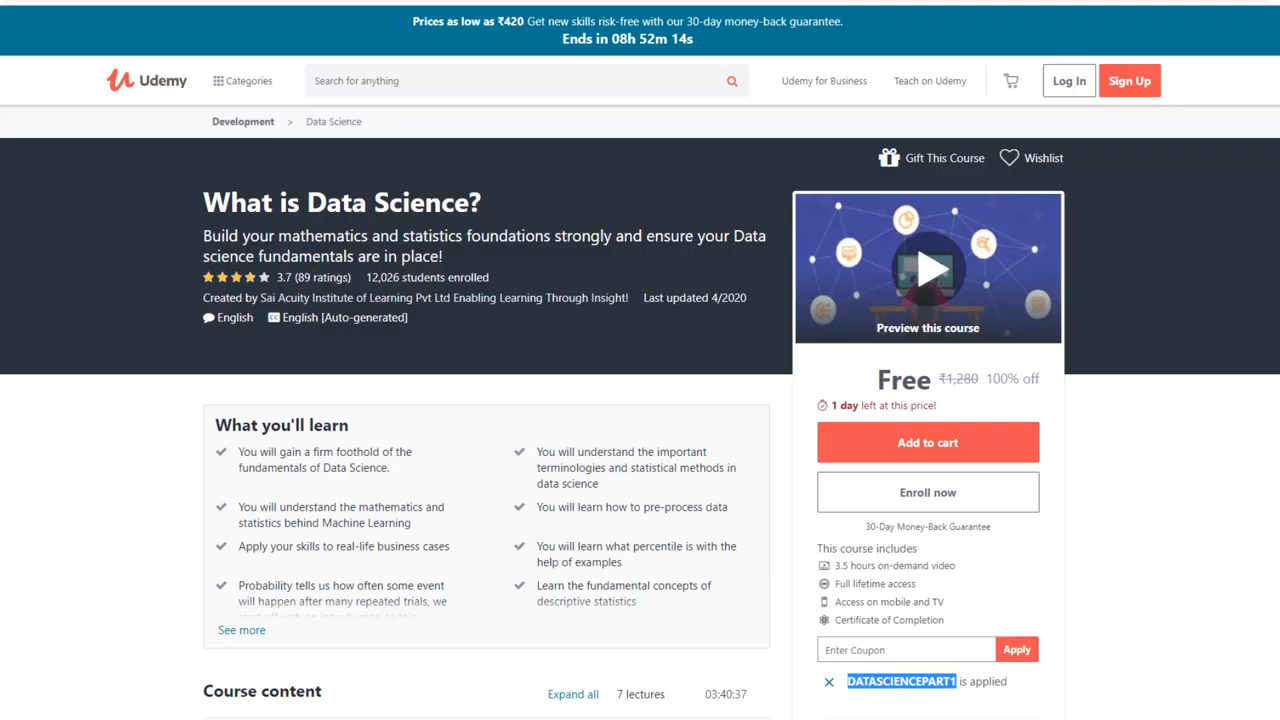 Prices as low as ₹420 Get new skills risk-free with our 30-day money-back guarantee.
Ends in 08h 52m 14s
Udemy
Categories
Search for anything
Udemy for Business
Teach on Udemy
Log In
Sign Up
Development > Data Science
Gift This Course
Wishlist
What is Data Science?
Build your mathematics and statistics foundations strongly and ensure your Data
science fundamentals are in place!
3.7 (89 ratings) 12,026 students enrolled
Created by Sai Acuity Institute of Learning Pvt Ltd Enabling Learning Through Insight! Last updated 4/2020
English CC English [Auto-generated]
Preview this course
Free ₹1,280 100% off
1 day left at this price!
Add to cart
Enroll now
30-Day Money-Back Guarantee
This course includes
3.5 hours on-demand video
Full lifetime access
Access on mobile and TV
Certificate of Completion
Enter Coupon
Apply
DATASCIENCEPART1 is applied
What you'll learn
You will gain a firm foothold of the
fundamentals of Data Science.
You will understand the mathematics and
statistics behind Machine Learning
Apply your skills to real-life business cases
Probability tells us how often some event
will happen after many repeated trials, we
start off with an introduction to this
You will understand the important
terminologies and statistical methods in
data science
You will learn how to pre-process data
You will learn what percentile is with the
help of examples
Learn the fundamental concepts of
descriptive statistics
See more
Course content
Expand all
7 lectures
03:40:37